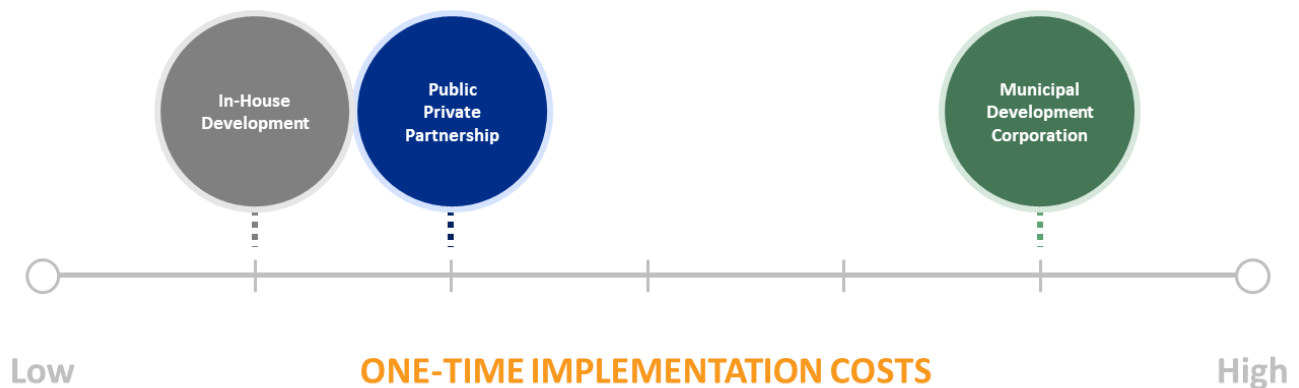 In-House
Development
Public
Private
Partnership
Municipal
Development
Corporation
Low
ONE-TIME IMPLEMENTATION COSTS
High